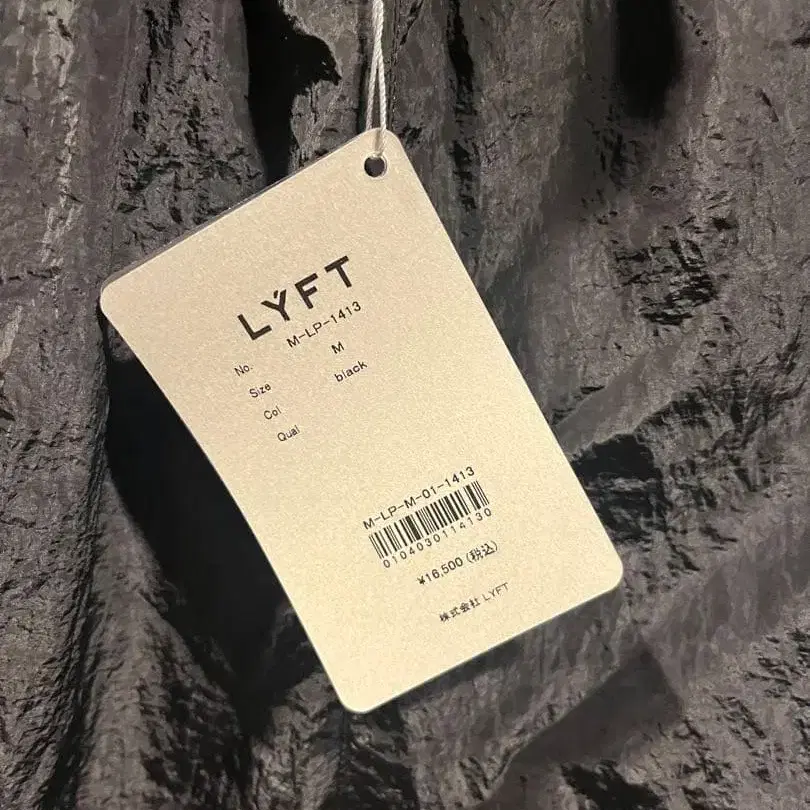 LYFT
No. M-LP-1413
Size M
Col black
Qual
M-LP-M-01-1413
0104030114130
¥16,500 (税込)
株式会社 LYFT